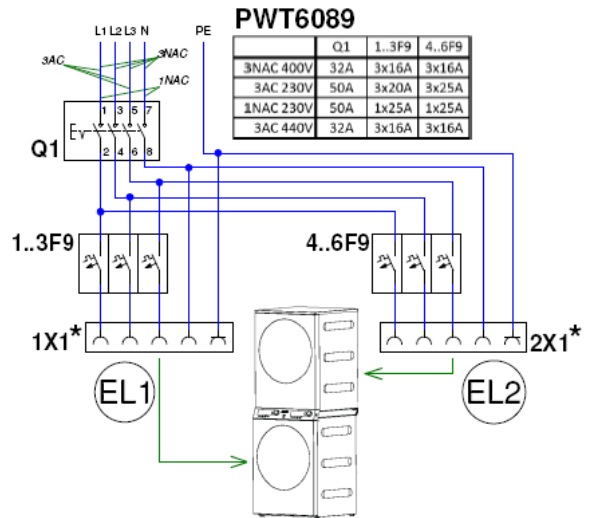 PWT6089
L1 L2 L3 N PE
3AC 3NAC
1NAC
Q1 1..3F9 4..6F9
3NAC 400V 32A 3x16A 3x16A
3AC 230V 50A 3x20A 3x25A
1NAC 230V 50A 1x25A 1x25A
3AC 440V 32A 3x16A 3x16A
1 3 5 7
Q1
2 4 6 8
1..3F9 4..6F9
1X1* 2X1*
EL1 EL2